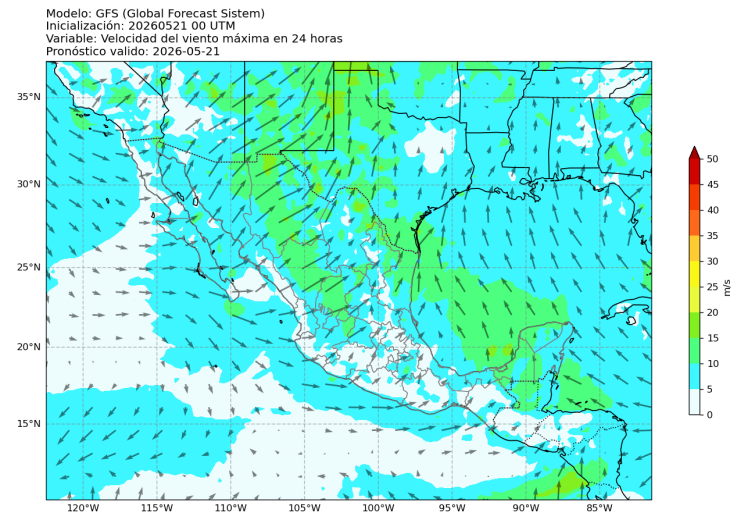 Modelo: GFS (Global Forecast Sistem)
Inicialización: 20260521 00 UTM
Variable: Velocidad del viento máxima en 24 horas
Pronóstico valido: 2026-05-21
35°N
30°N
25°N
20°N
15°N
120°W
115°W
110°W
105°W
100°W
95°W
90°W
85°W
50
45
40
35
30
25
20
15
10
5
0
m/s